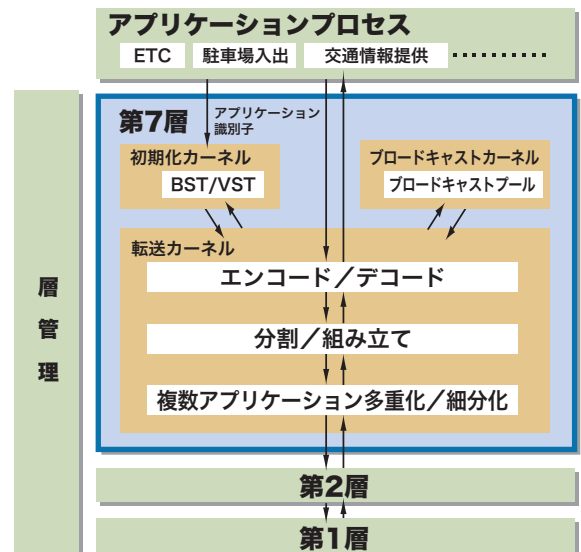 アプリケーションプロセス
ETC 駐車場入出 交通情報提供 ••••••••••
第7層
アプリケーション
識別子
初期化カーネル
BST/VST
ブロードキャストカーネル
ブロードキャストプール
転送カーネル
エンコード／デコード
分割／組み立て
複数アプリケーション多重化／細分化
層
管
理
第2層
第1層